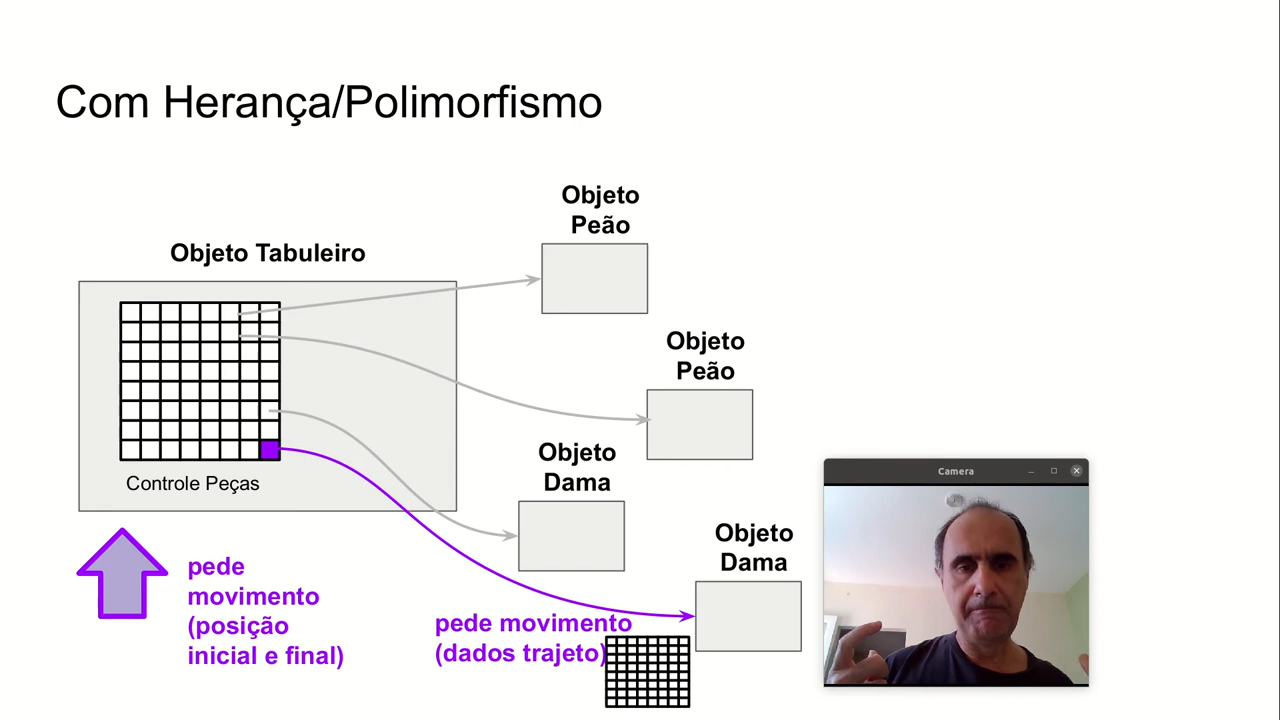 Com Herança/Polimorfismo
Objeto
Peão
Objeto Tabuleiro
Controle Peças
Objeto
Peão
Objeto
Dama
Objeto
Dama
pede
movimento
(posição
inicial e final)
pede movimento
(dados trajeto)
Camera